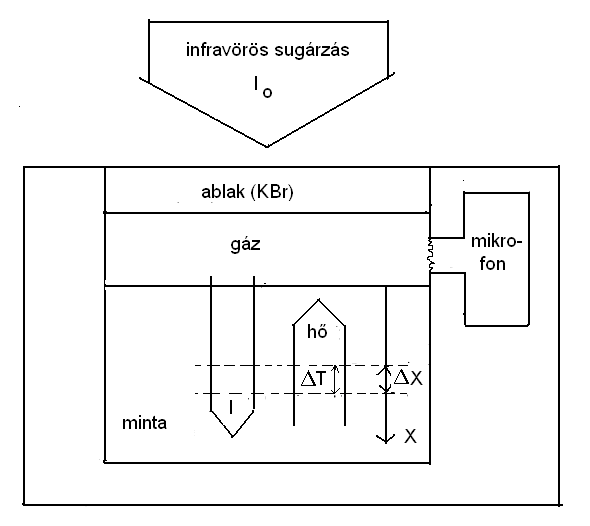 infravörös sugárzás
I o
ablak (KBr)
gáz
mikro-
fon
hő
ΔT
ΔX
I
minta
X